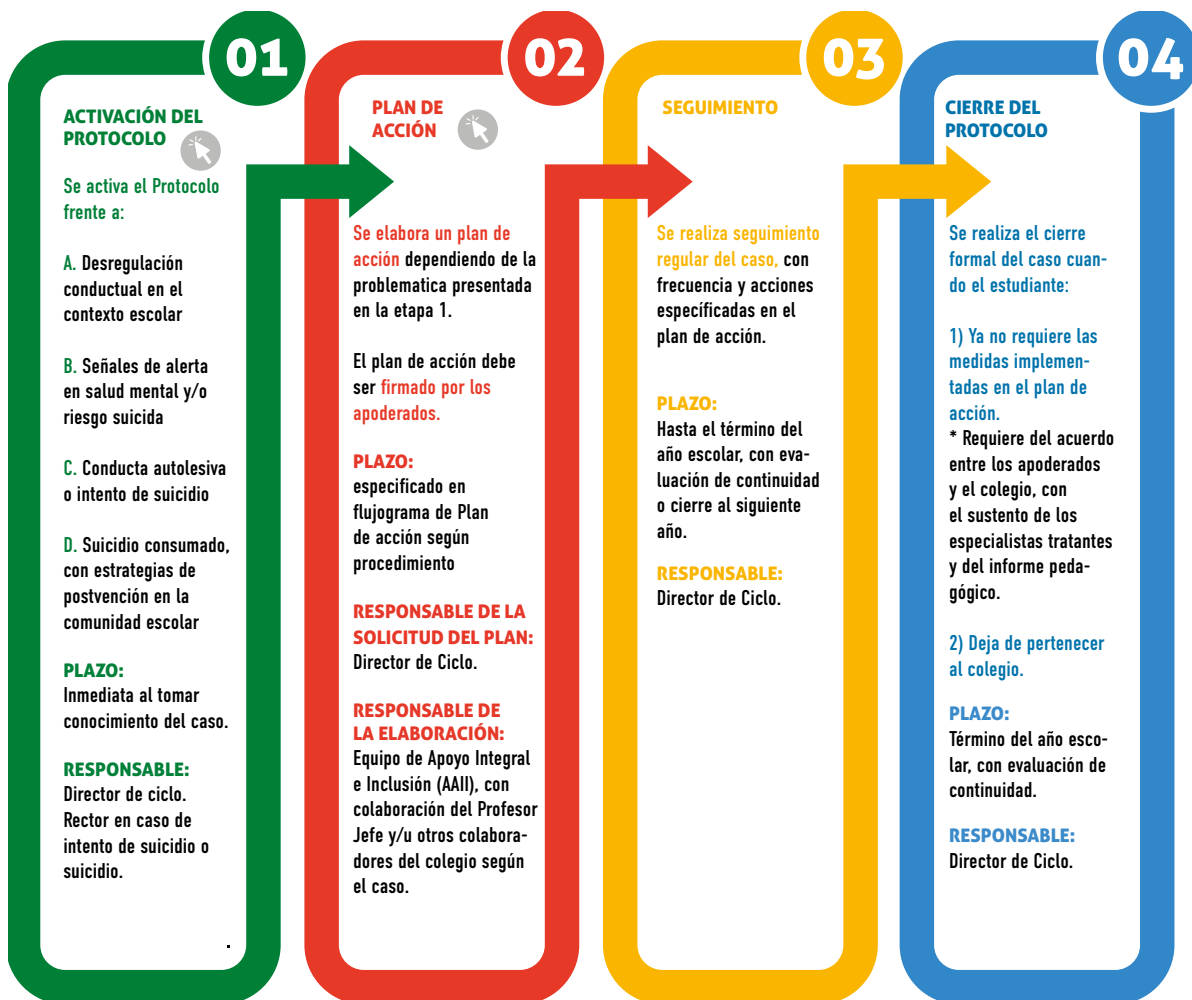 01
ACTIVACIÓN DEL
PROTOCOLO
Se activa el Protocolo
frente a:
A. Desregulación
conductual en el
contexto escolar
B. Señales de alerta
en salud mental y/o
riesgo suicida
C. Conducta autolesiva
o intento de suicidio
D. Suicidio consumado,
con estrategias de
postvención en la
comunidad escolar
PLAZO:
Inmediata al tomar
conocimiento del caso.
RESPONSABLE:
Director de ciclo.
Rector en caso de
intento de suicidio o
suicidio.
.
02
PLAN DE
ACCIÓN
Se elabora un plan de
acción dependiendo de la
problematica presentada
en la etapa 1.
El plan de acción debe
ser firmado por los
apoderados.
PLAZO:
especificado en
flujograma de Plan
de acción según
procedimiento
RESPONSABLE DE LA
SOLICITUD DEL PLAN:
Director de Ciclo.
RESPONSABLE DE
LA ELABORACIÓN:
Equipo de Apoyo Integral
e Inclusión (AAII), con
colaboración del Profesor
Jefe y/u otros colabora-
dores del colegio según
el caso.
03
SEGUIMIENTO
Se realiza seguimiento
regular del caso, con
frecuencia y acciones
específicadas en el
plan de acción.
PLAZO:
Hasta el término del
año escolar, con eva-
luación de continuidad
o cierre al siguiente
año.
RESPONSABLE:
Director de Ciclo.
04
CIERRE DEL
PROTOCOLO
Se realiza el cierre
formal del caso cuan-
do el estudiante:
1) Ya no requiere las
medidas implemen-
tadas en el plan de
acción.
* Requiere del acuerdo
entre los apoderados
y el colegio, con
el sustento de los
especialistas tratantes
y del informe peda-
gógico.
2) Deja de pertenecer
al colegio.
PLAZO:
Término del año esco-
lar, con evaluación de
continuidad.
RESPONSABLE:
Director de Ciclo.